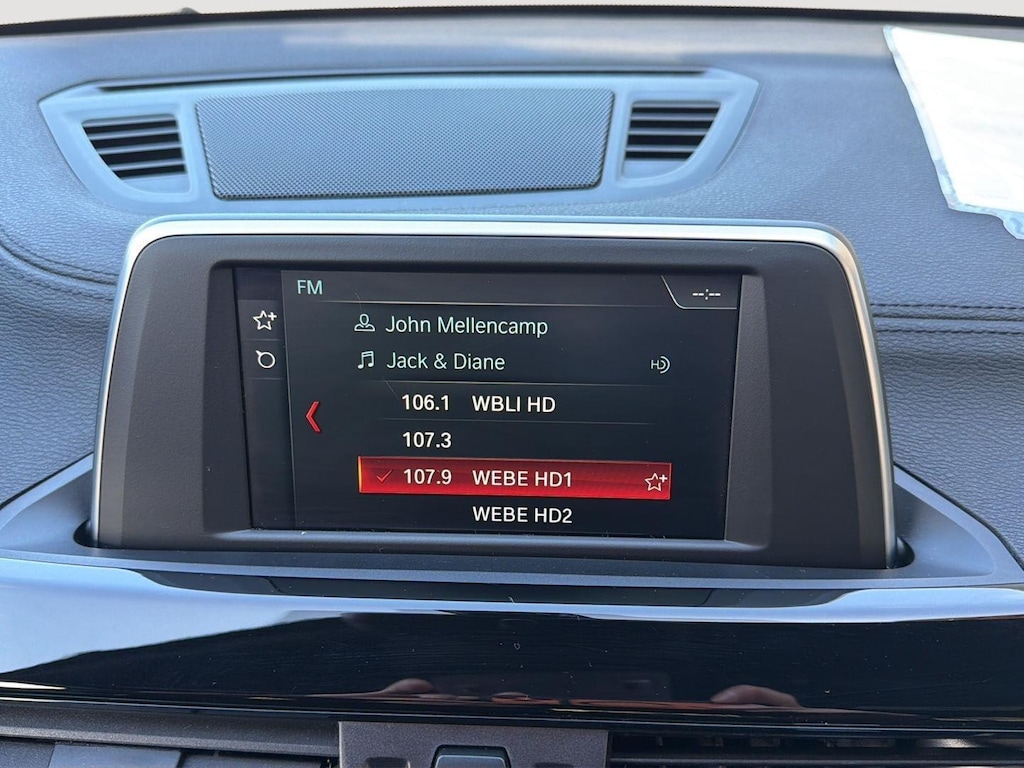 FM
--:--
John Mellencamp
Jack & Diane
HD
106.1 WBLI HD
107.3
107.9 WEBE HD1
WEBE HD2